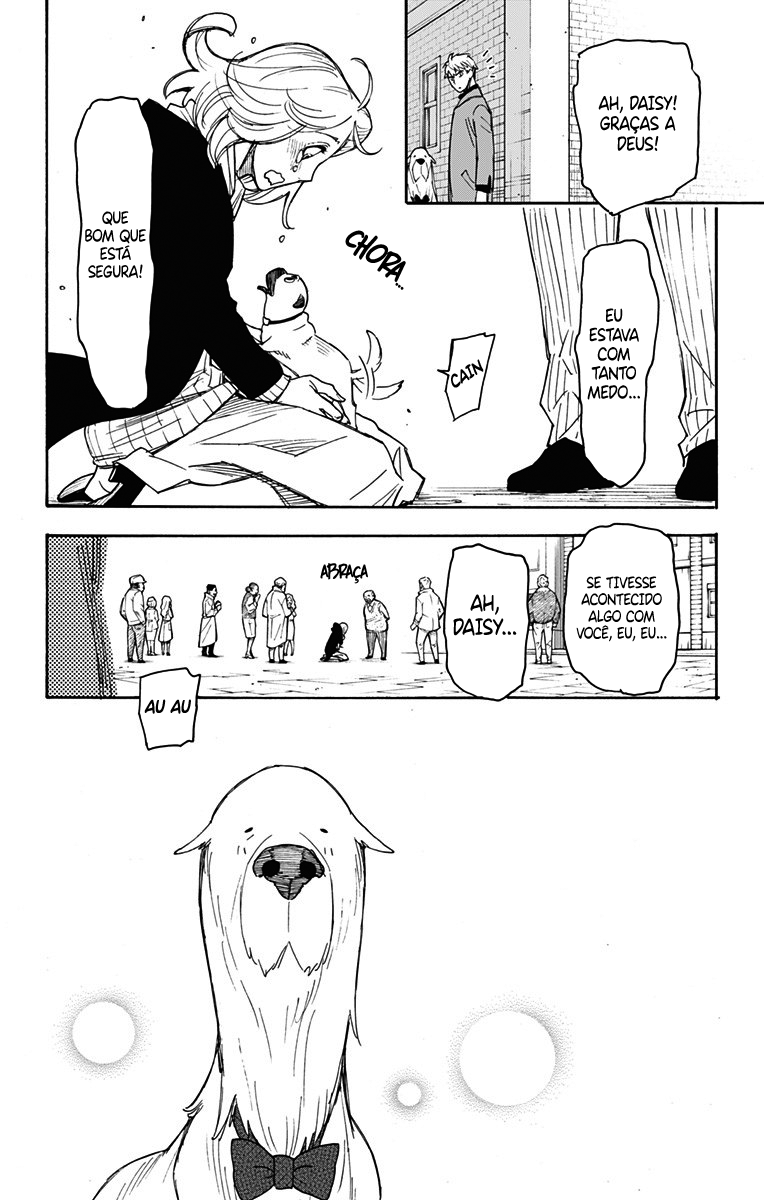 AH, DAISY!
GRAÇAS A
DEUS!
EU
ESTAVA
COM
TANTO
MEDO...
CHORA...
CAIN
QUE
BOM QUE
ESTÁ
SEGURA!
SE TIVESSE
ACONTECIDO
ALGO COM
VOCÊ, EU, EU...
AH,
DAISY...
ABRAÇA
AU AU